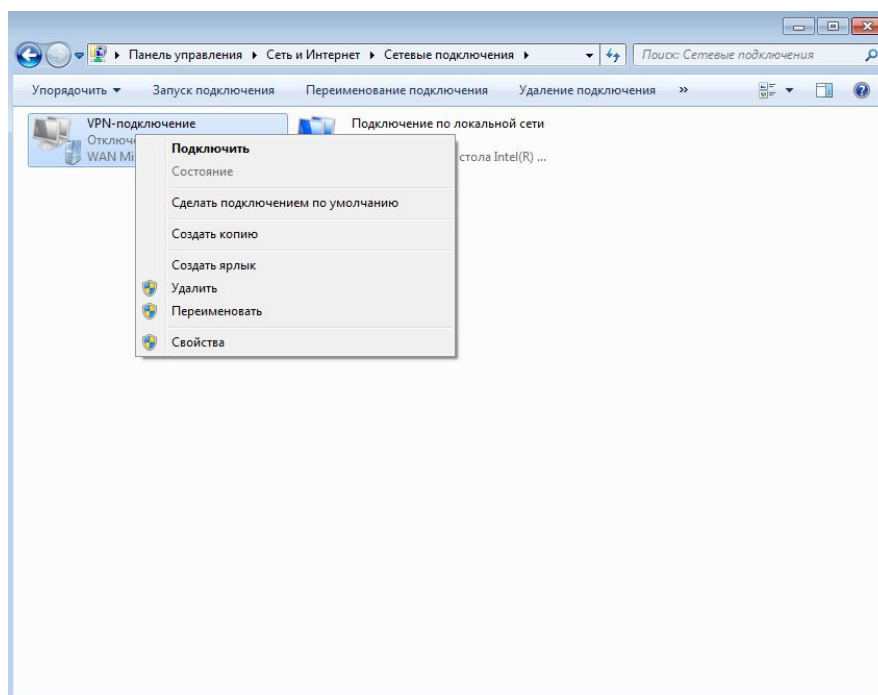 Панель управления Сеть и Интернет Сетевые подключения Поиск: Сетевые подключения
Упорядочить Запуск подключения Переименование подключения Удаление подключения »
VPN-подключение
WAN
Подключение по локальной сети
стола Intel(R) ...
Подключить
Состояние
Сделать подключением по умолчанию
Создать копию
Создать ярлык
Удалить
Переименовать
Свойства